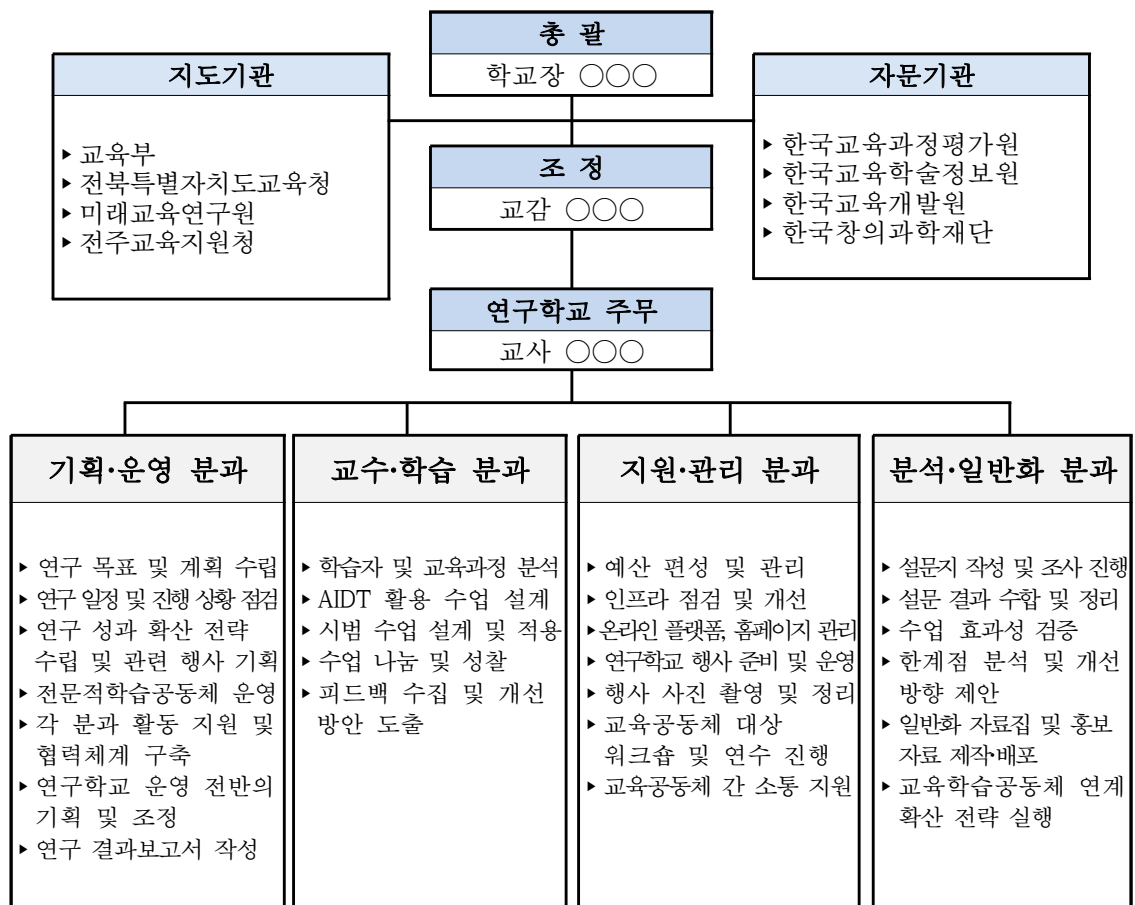 총 괄
학교장 ○○○
지도기관
▸ 교육부
▸ 전북특별자치도교육청
▸ 미래교육연구원
▸ 전주교육지원청
자문기관
▸ 한국교육과정평가원
▸ 한국교육학술정보원
▸ 한국교육개발원
▸ 한국창의과학재단
조 정
교감 ○○○
연구학교 주무
교사 ○○○
기획·운영 분과
▸ 연구 목표 및 계획 수립
▸ 연구 일정 및 진행 상황 점검
▸ 연구 성과 확산 전략
수립 및 관련 행사 기획
▸ 전문적학습공동체 운영
▸ 각 분과 활동 지원 및
협력체계 구축
▸ 연구학교 운영 전반의
기획 및 조정
▸ 연구 결과보고서 작성
교수·학습 분과
▸ 학습자 및 교육과정 분석
▸ AIDT 활용 수업 설계
▸ 시범 수업 설계 및 적용
▸ 수업 나눔 및 성찰
▸ 피드백 수집 및 개선
방안 도출
지원·관리 분과
▸ 예산 편성 및 관리
▸ 인프라 점검 및 개선
▸ 온라인 플랫폼, 홈페이지 관리
▸ 연구학교 행사 준비 및 운영
▸ 행사 사진 촬영 및 정리
▸ 교육공동체 대상
워크숍 및 연수 진행
▸ 교육공동체 간 소통 지원
분석·일반화 분과
▸ 설문지 작성 및 조사 진행
▸ 설문 결과 수합 및 정리
▸ 수업 효과성 검증
▸ 한계점 분석 및 개선
방향 제안
▸ 일반화 자료집 및 홍보
자료 제작·배포
▸ 교육학습공동체 연계
확산 전략 실행